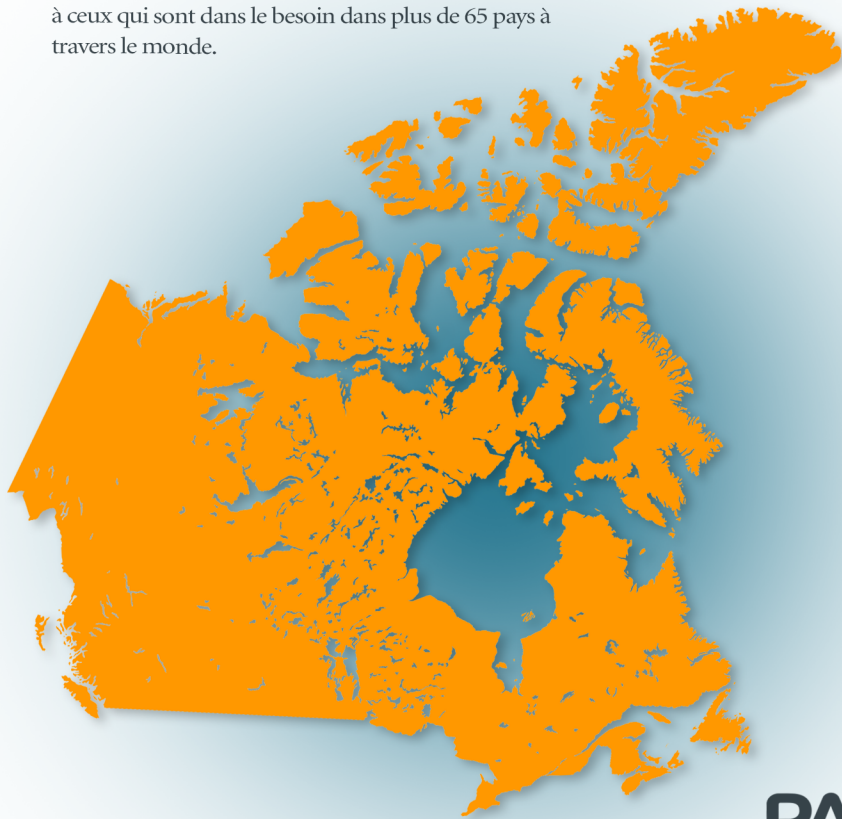 à ceux qui sont dans le besoin dans plus de 65 pays à
travers le monde.